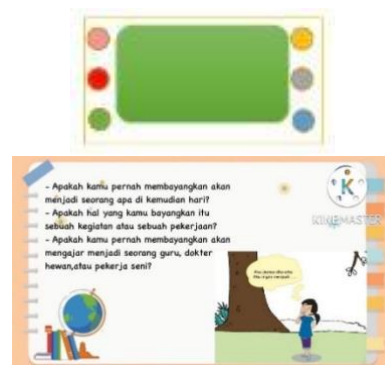 - Apakah kamu pernah membayangkan akan
menjadi seorang apa di kemudian hari?
- Apakah hal yang kamu bayangkan itu
sebuah kegiatan atau sebuah pekerjaan?
- Apakah kamu pernah membayangkan akan
mengajar menjadi seorang guru, dokter
hewan,atau pekerja seni?
K
KINEMASTER